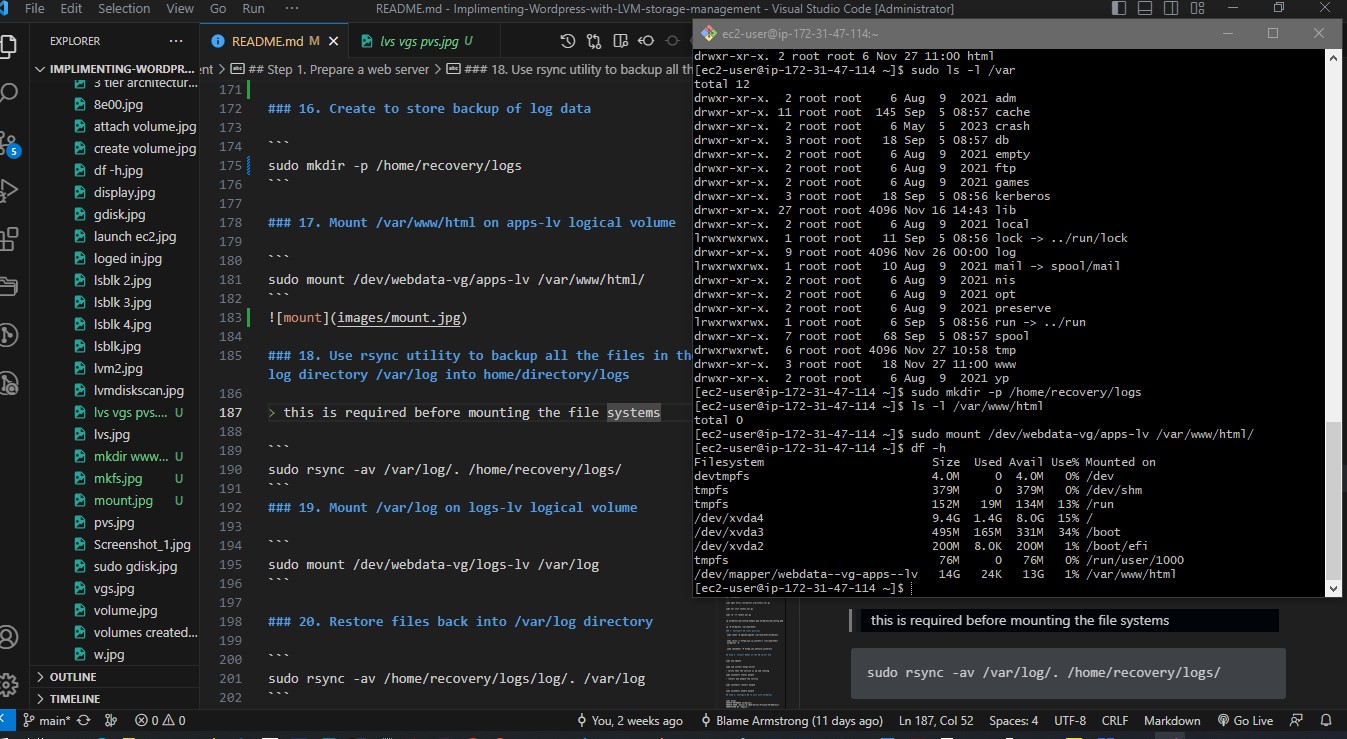 File Edit Selection View Go Run ···
README.md - Implimenting-Wordpress-with-LVM-storage-management - Visual Studio Code [Administrator]
EXPLORER ···
IMPLIMENTING-WORDPR...
3 tier architectur...
8e00.jpg
attach volume.jpg
create volume.jpg
df -h.jpg
display.jpg
gdisk.jpg
launch ec2.jpg
loged in.jpg
lsblk 2.jpg
lsblk 3.jpg
lsblk 4.jpg
lsblk.jpg
lvm2.jpg
lvmdiskscan.jpg
lvs vgs pvs.... U
lvs.jpg
mkdir www... U
mkfs.jpg U
mount.jpg U
pvs.jpg
Screenshot_1.jpg
sudo gdisk.jpg
vgs.jpg
volume.jpg
volumes created...
w.jpg
OUTLINE
TIMELINE
5
README.md M
lvs vgs pvs.jpg U
ent > ## Step 1. Prepare a web server > ### 18. Use rsync utility to backup all th
171
172 ### 16. Create to store backup of log data
173
174 ```
175 sudo mkdir -p /home/recovery/logs
176 ```
177
178 ### 17. Mount /var/www/html on apps-lv logical volume
179
180 ```
181 sudo mount /dev/webdata-vg/apps-lv /var/www/html/
182 ```
183 ![mount](images/mount.jpg)
184
185 ### 18. Use rsync utility to backup all the files in the
log directory /var/log into home/directory/logs
186
187 > this is required before mounting the file systems
188
189 ```
190 sudo rsync -av /var/log/. /home/recovery/logs/
191 ```
192 ### 19. Mount /var/log on logs-lv logical volume
193
194 ```
195 sudo mount /dev/webdata-vg/logs-lv /var/log
196 ```
197
198 ### 20. Restore files back into /var/log directory
199
200 ```
201 sudo rsync -av /home/recovery/logs/log/. /var/log
202 ```
ec2-user@ip-172-31-47-114:~
drwxr-xr-x. 2 root root 6 Nov 27 11:00 html
[ec2-user@ip-172-31-47-114 ~]$ sudo ls -l /var
total 12
drwxr-xr-x. 2 root root 6 Aug 9 2021 adm
drwxr-xr-x. 11 root root 145 Sep 5 08:57 cache
drwxr-xr-x. 2 root root 6 May 5 2023 crash
drwxr-xr-x. 3 root root 18 Sep 5 08:57 db
drwxr-xr-x. 2 root root 6 Aug 9 2021 empty
drwxr-xr-x. 2 root root 6 Aug 9 2021 ftp
drwxr-xr-x. 2 root root 6 Aug 9 2021 games
drwxr-xr-x. 3 root root 18 Sep 5 08:56 kerberos
drwxr-xr-x. 27 root root 4096 Nov 16 14:43 lib
drwxr-xr-x. 2 root root 6 Aug 9 2021 local
lrwxrwxrwx. 1 root root 11 Sep 5 08:56 lock -> ../run/lock
drwxr-xr-x. 9 root root 4096 Nov 26 00:00 log
lrwxrwxrwx. 1 root root 10 Aug 9 2021 mail -> spool/mail
drwxr-xr-x. 2 root root 6 Aug 9 2021 nis
drwxr-xr-x. 2 root root 6 Aug 9 2021 opt
drwxr-xr-x. 2 root root 6 Aug 9 2021 preserve
lrwxrwxrwx. 1 root root 6 Sep 5 08:56 run -> ../run
drwxr-xr-x. 7 root root 68 Sep 5 08:57 spool
drwxrwxrwt. 6 root root 4096 Nov 27 10:58 tmp
drwxr-xr-x. 3 root root 18 Nov 27 11:00 www
drwxr-xr-x. 2 root root 6 Aug 9 2021 yp
[ec2-user@ip-172-31-47-114 ~]$ sudo mkdir -p /home/recovery/logs
[ec2-user@ip-172-31-47-114 ~]$ ls -l /var/www/html
total 0
[ec2-user@ip-172-31-47-114 ~]$ sudo mount /dev/webdata-vg/apps-lv /var/www/html/
[ec2-user@ip-172-31-47-114 ~]$ df -h
Filesystem Size Used Avail Use% Mounted on
devtmpfs 4.0M 0 4.0M 0% /dev
tmpfs 379M 0 379M 0% /dev/shm
tmpfs 152M 19M 134M 13% /run
/dev/xvda4 9.4G 1.4G 8.0G 15% /
/dev/xvda3 495M 165M 331M 34% /boot
/dev/xvda2 200M 8.0K 200M 1% /boot/efi
tmpfs 76M 0 76M 0% /run/user/1000
/dev/mapper/webdata--vg-apps--lv 14G 24K 13G 1% /var/www/html
[ec2-user@ip-172-31-47-114 ~]$
this is required before mounting the file systems
sudo rsync -av /var/log/. /home/recovery/logs/
main* 0 0 You, 2 weeks ago Blame Armstrong (11 days ago) Ln 187, Col 52 Spaces: 4 UTF-8 CRLF Markdown Go Live